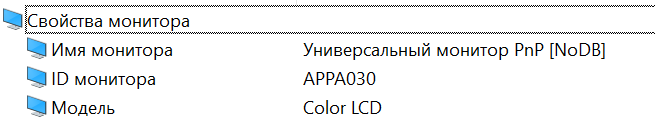 Свойства монитора
Имя монитора Универсальный монитор PnP [NoDB]
ID монитора APPA030
Модель Color LCD